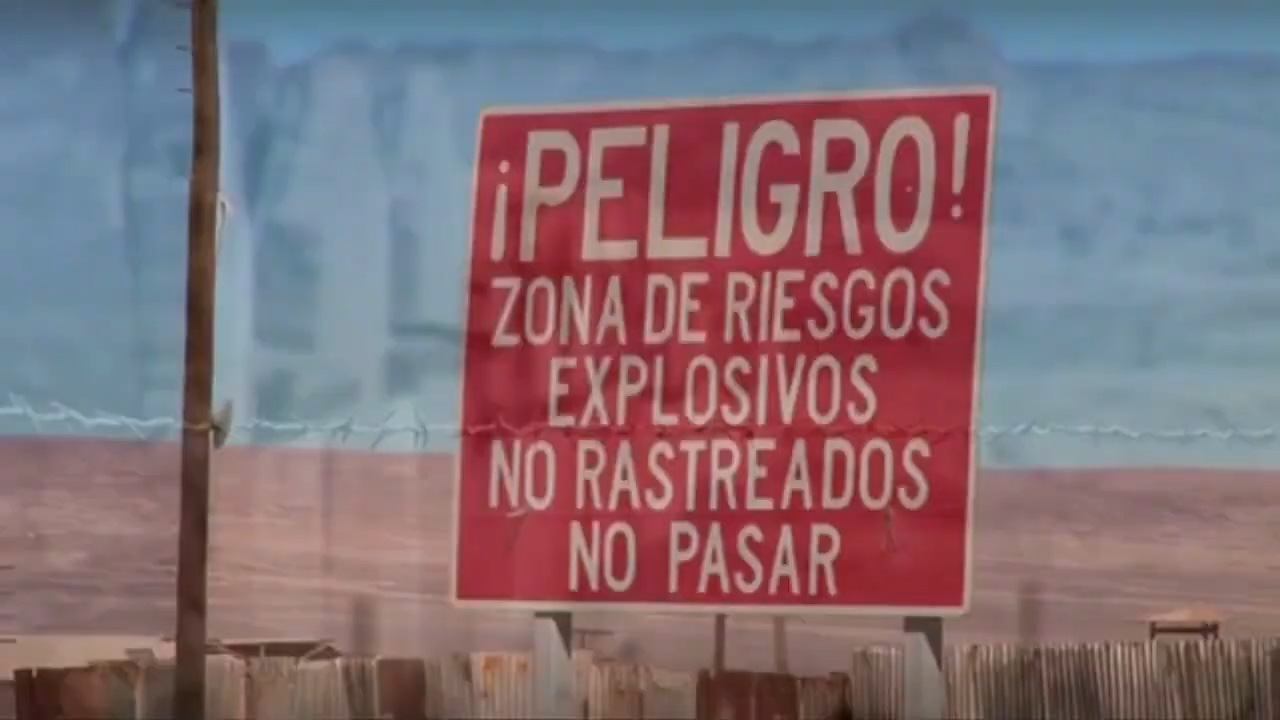 ¡PELIGRO!
ZONA DE RIESGOS
EXPLOSIVOS
NO RASTREADOS
NO PASAR